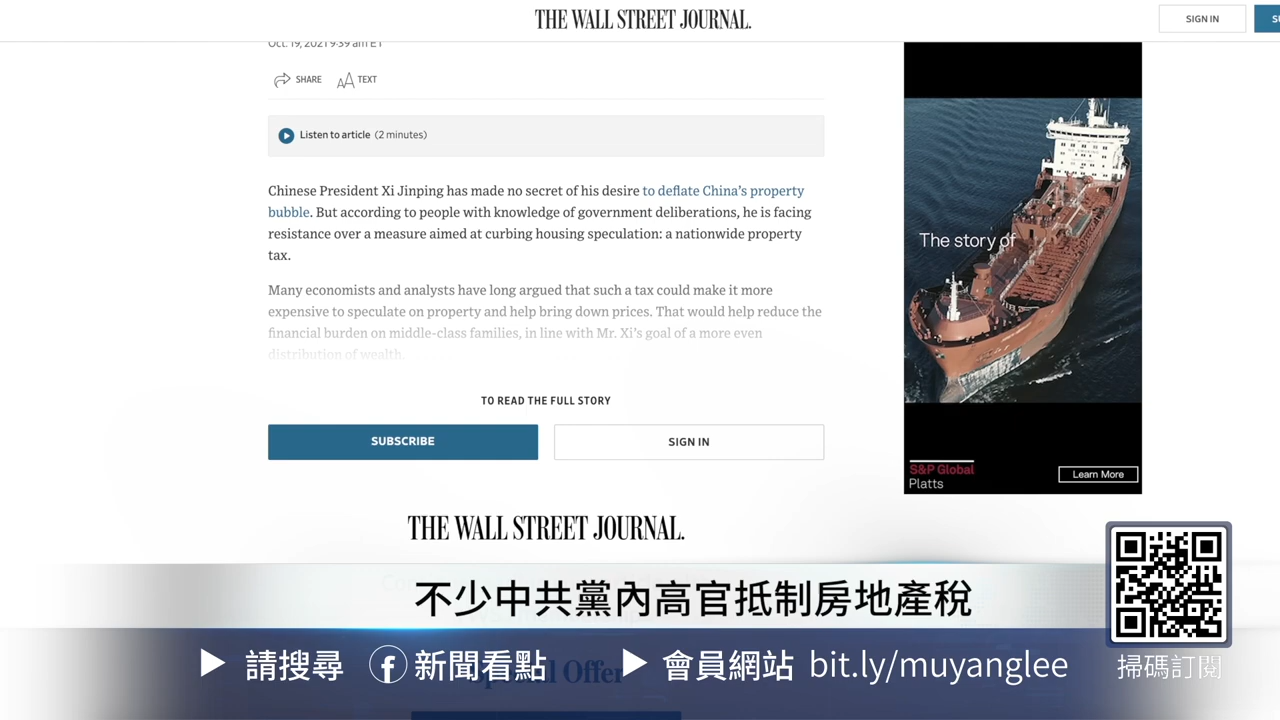 THE WALL STREET JOURNAL.
SIGN IN
Oct. 19, 2021 9:39 am ET
SHARE
TEXT
Listen to article (2 minutes)
Chinese President Xi Jinping has made no secret of his desire to deflate China's property
bubble. But according to people with knowledge of government deliberations, he is facing
resistance over a measure aimed at curbing housing speculation: a nationwide property
tax.
Many economists and analysts have long argued that such a tax could make it more
expensive to speculate on property and help bring down prices. That would help reduce the
financial burden on middle-class families, in line with Mr. Xi's goal of a more even
distribution of wealth.
TO READ THE FULL STORY
SUBSCRIBE
SIGN IN
THE WALL STREET JOURNAL.
The story of
S&P Global
Platts
Learn More
不少中共黨內高官抵制房地產稅
▶ 請搜尋 f 新聞看點 ▶ 會員網站 bit.ly/muyanglee
掃碼訂閱